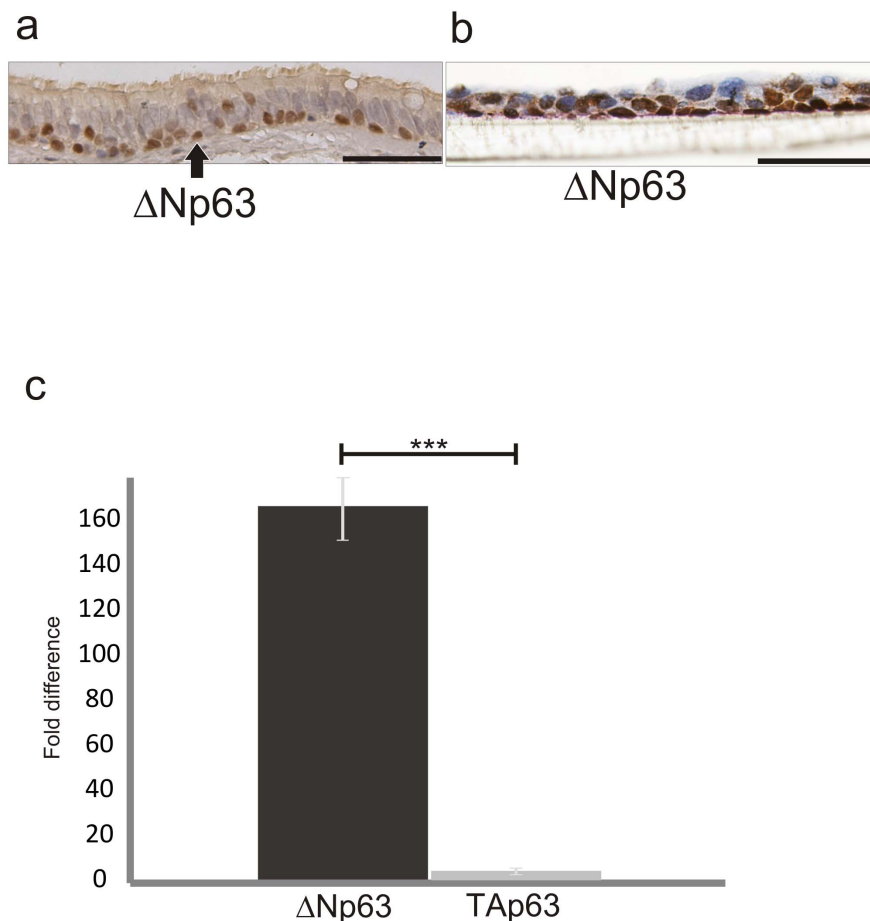 a
b
ΔNp63
ΔNp63
c
***
Fold difference
160
140
120
100
80
60
40
20
0
ΔNp63
TAp63